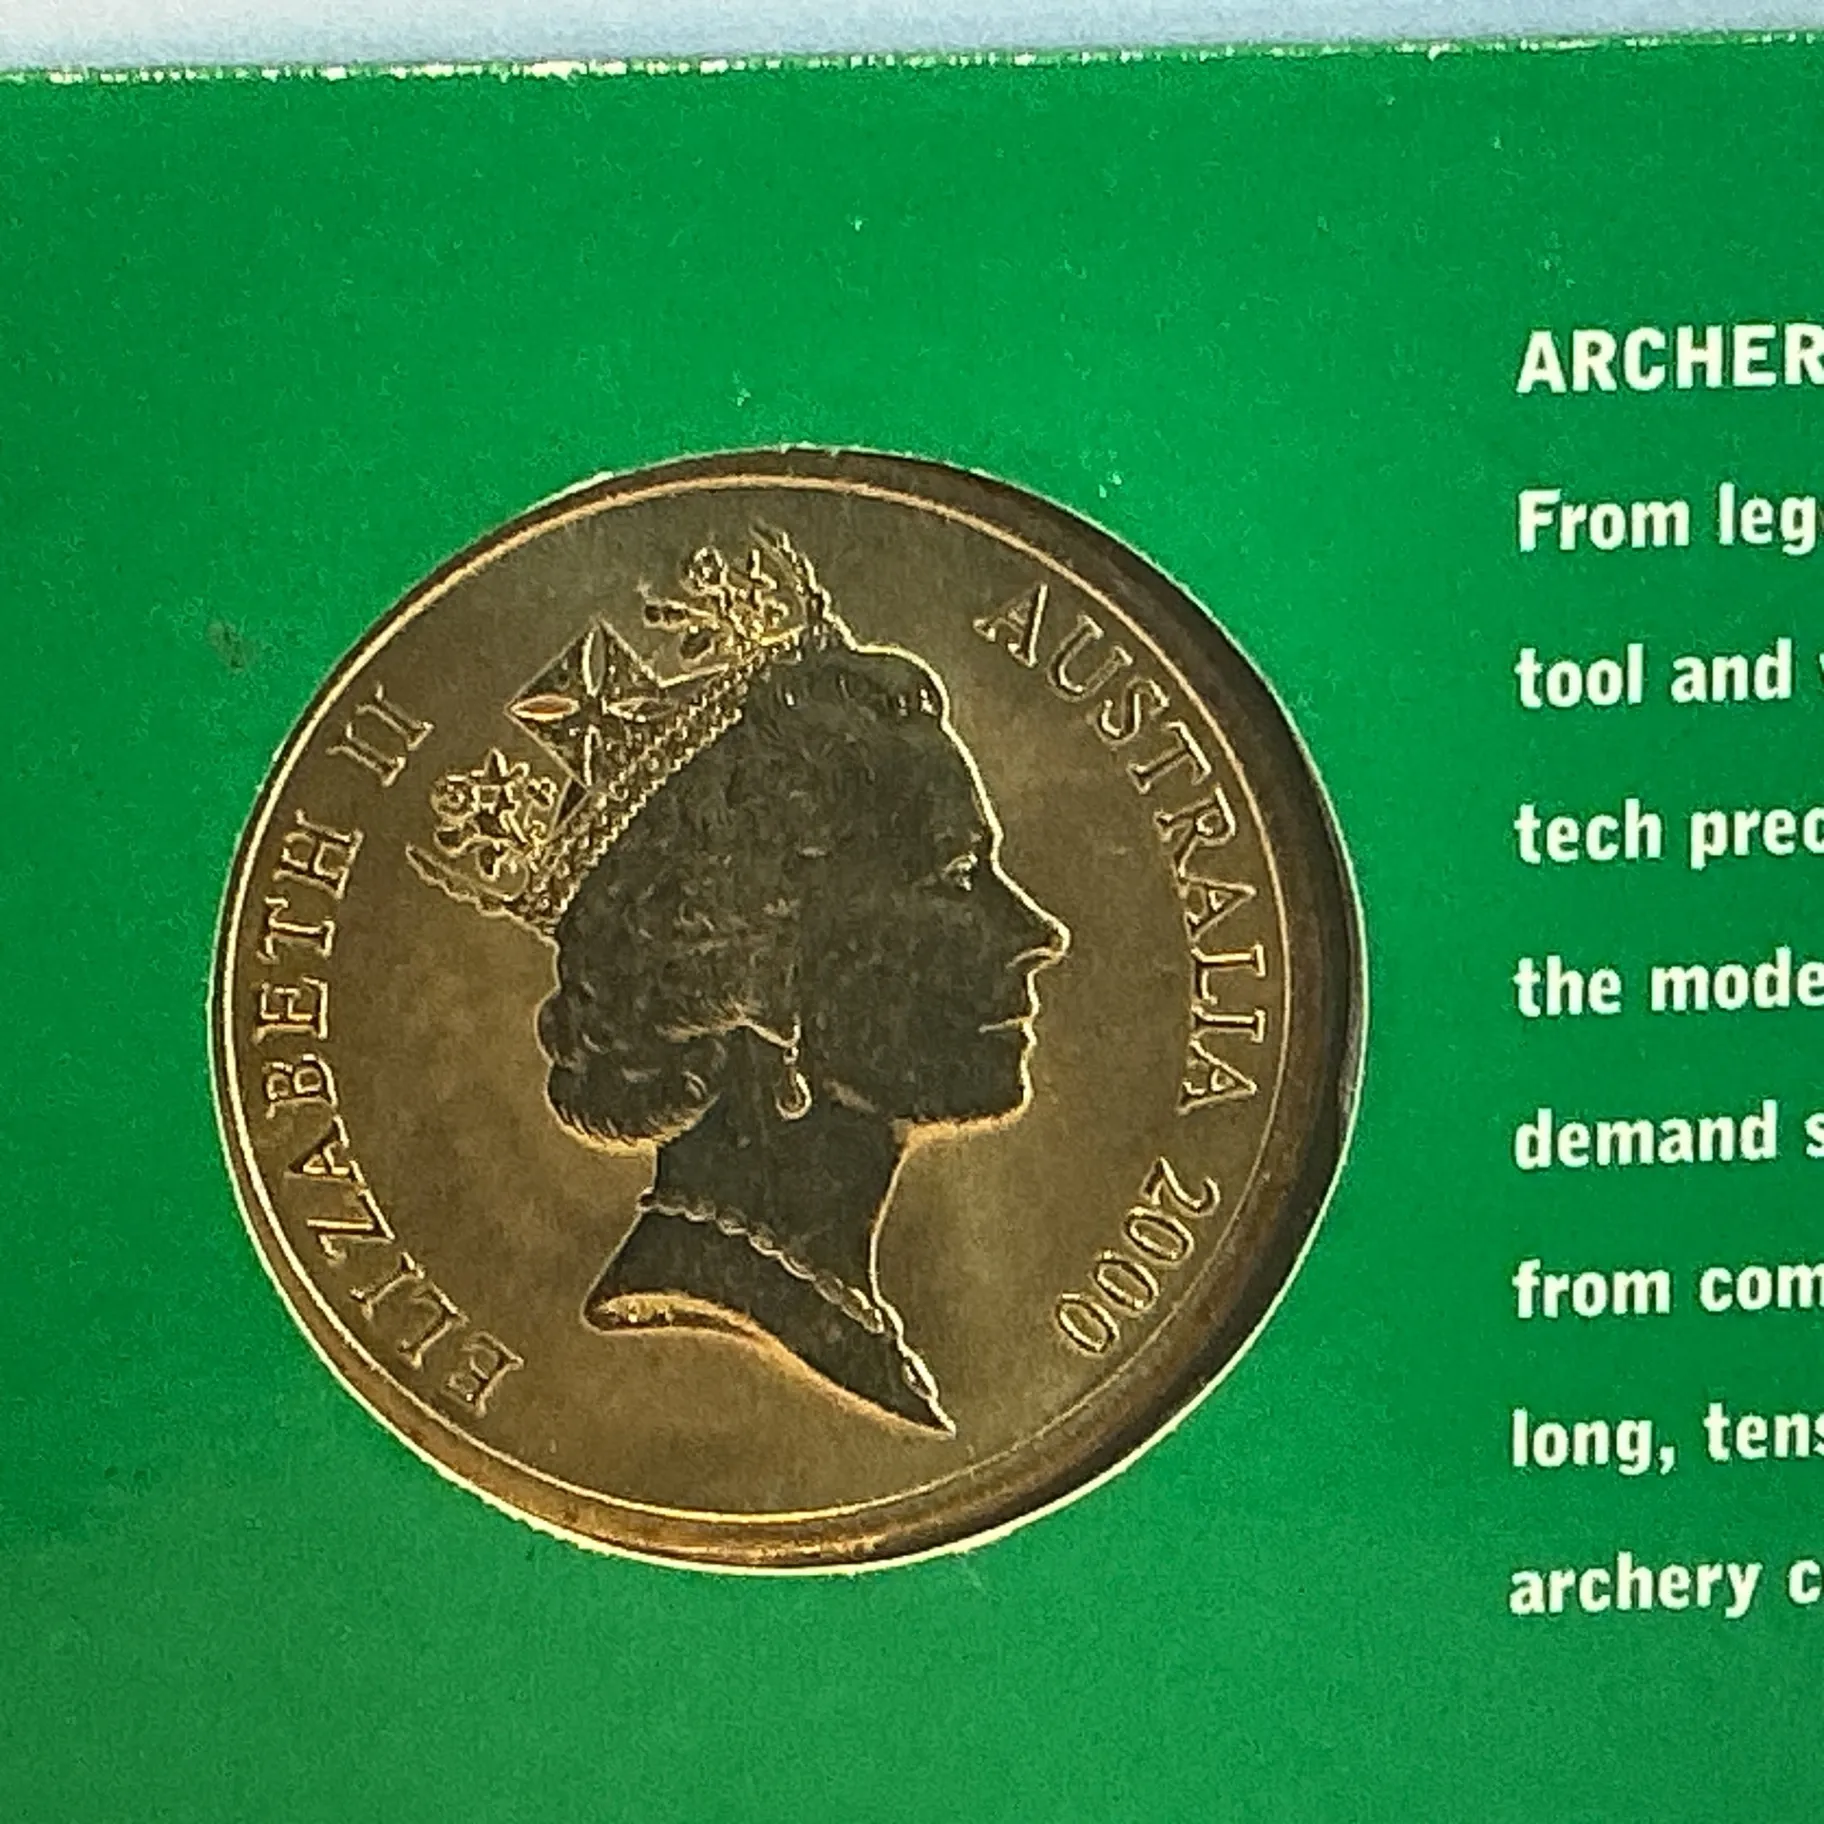 ELIZABETH II
AUSTRALIA 2000
ARCHER
From leg
tool and
tech prec
the mode
demand s
from com
long, tens
archery c